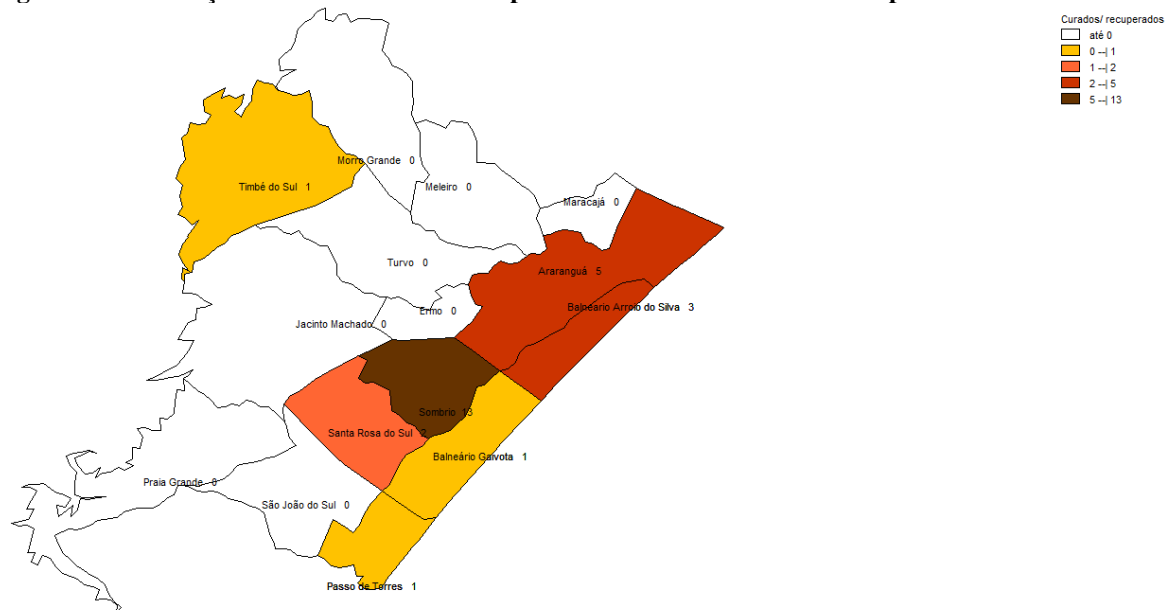 Curados/ recuperados
até 0
0 --| 1
1 --| 2
2 --| 5
5 --| 13
Morro Grande 0
Timbé do Sul 1
Meleiro 0
Maracajá 0
Turvo 0
Araranguá 5
Balneário Arroio do Silva 3
Ermo 0
Jacinto Machado 0
Sombrio 13
Santa Rosa do Sul 2
Balneário Gaivota 1
Praia Grande 0
São João do Sul 0
Passo de Torres 1